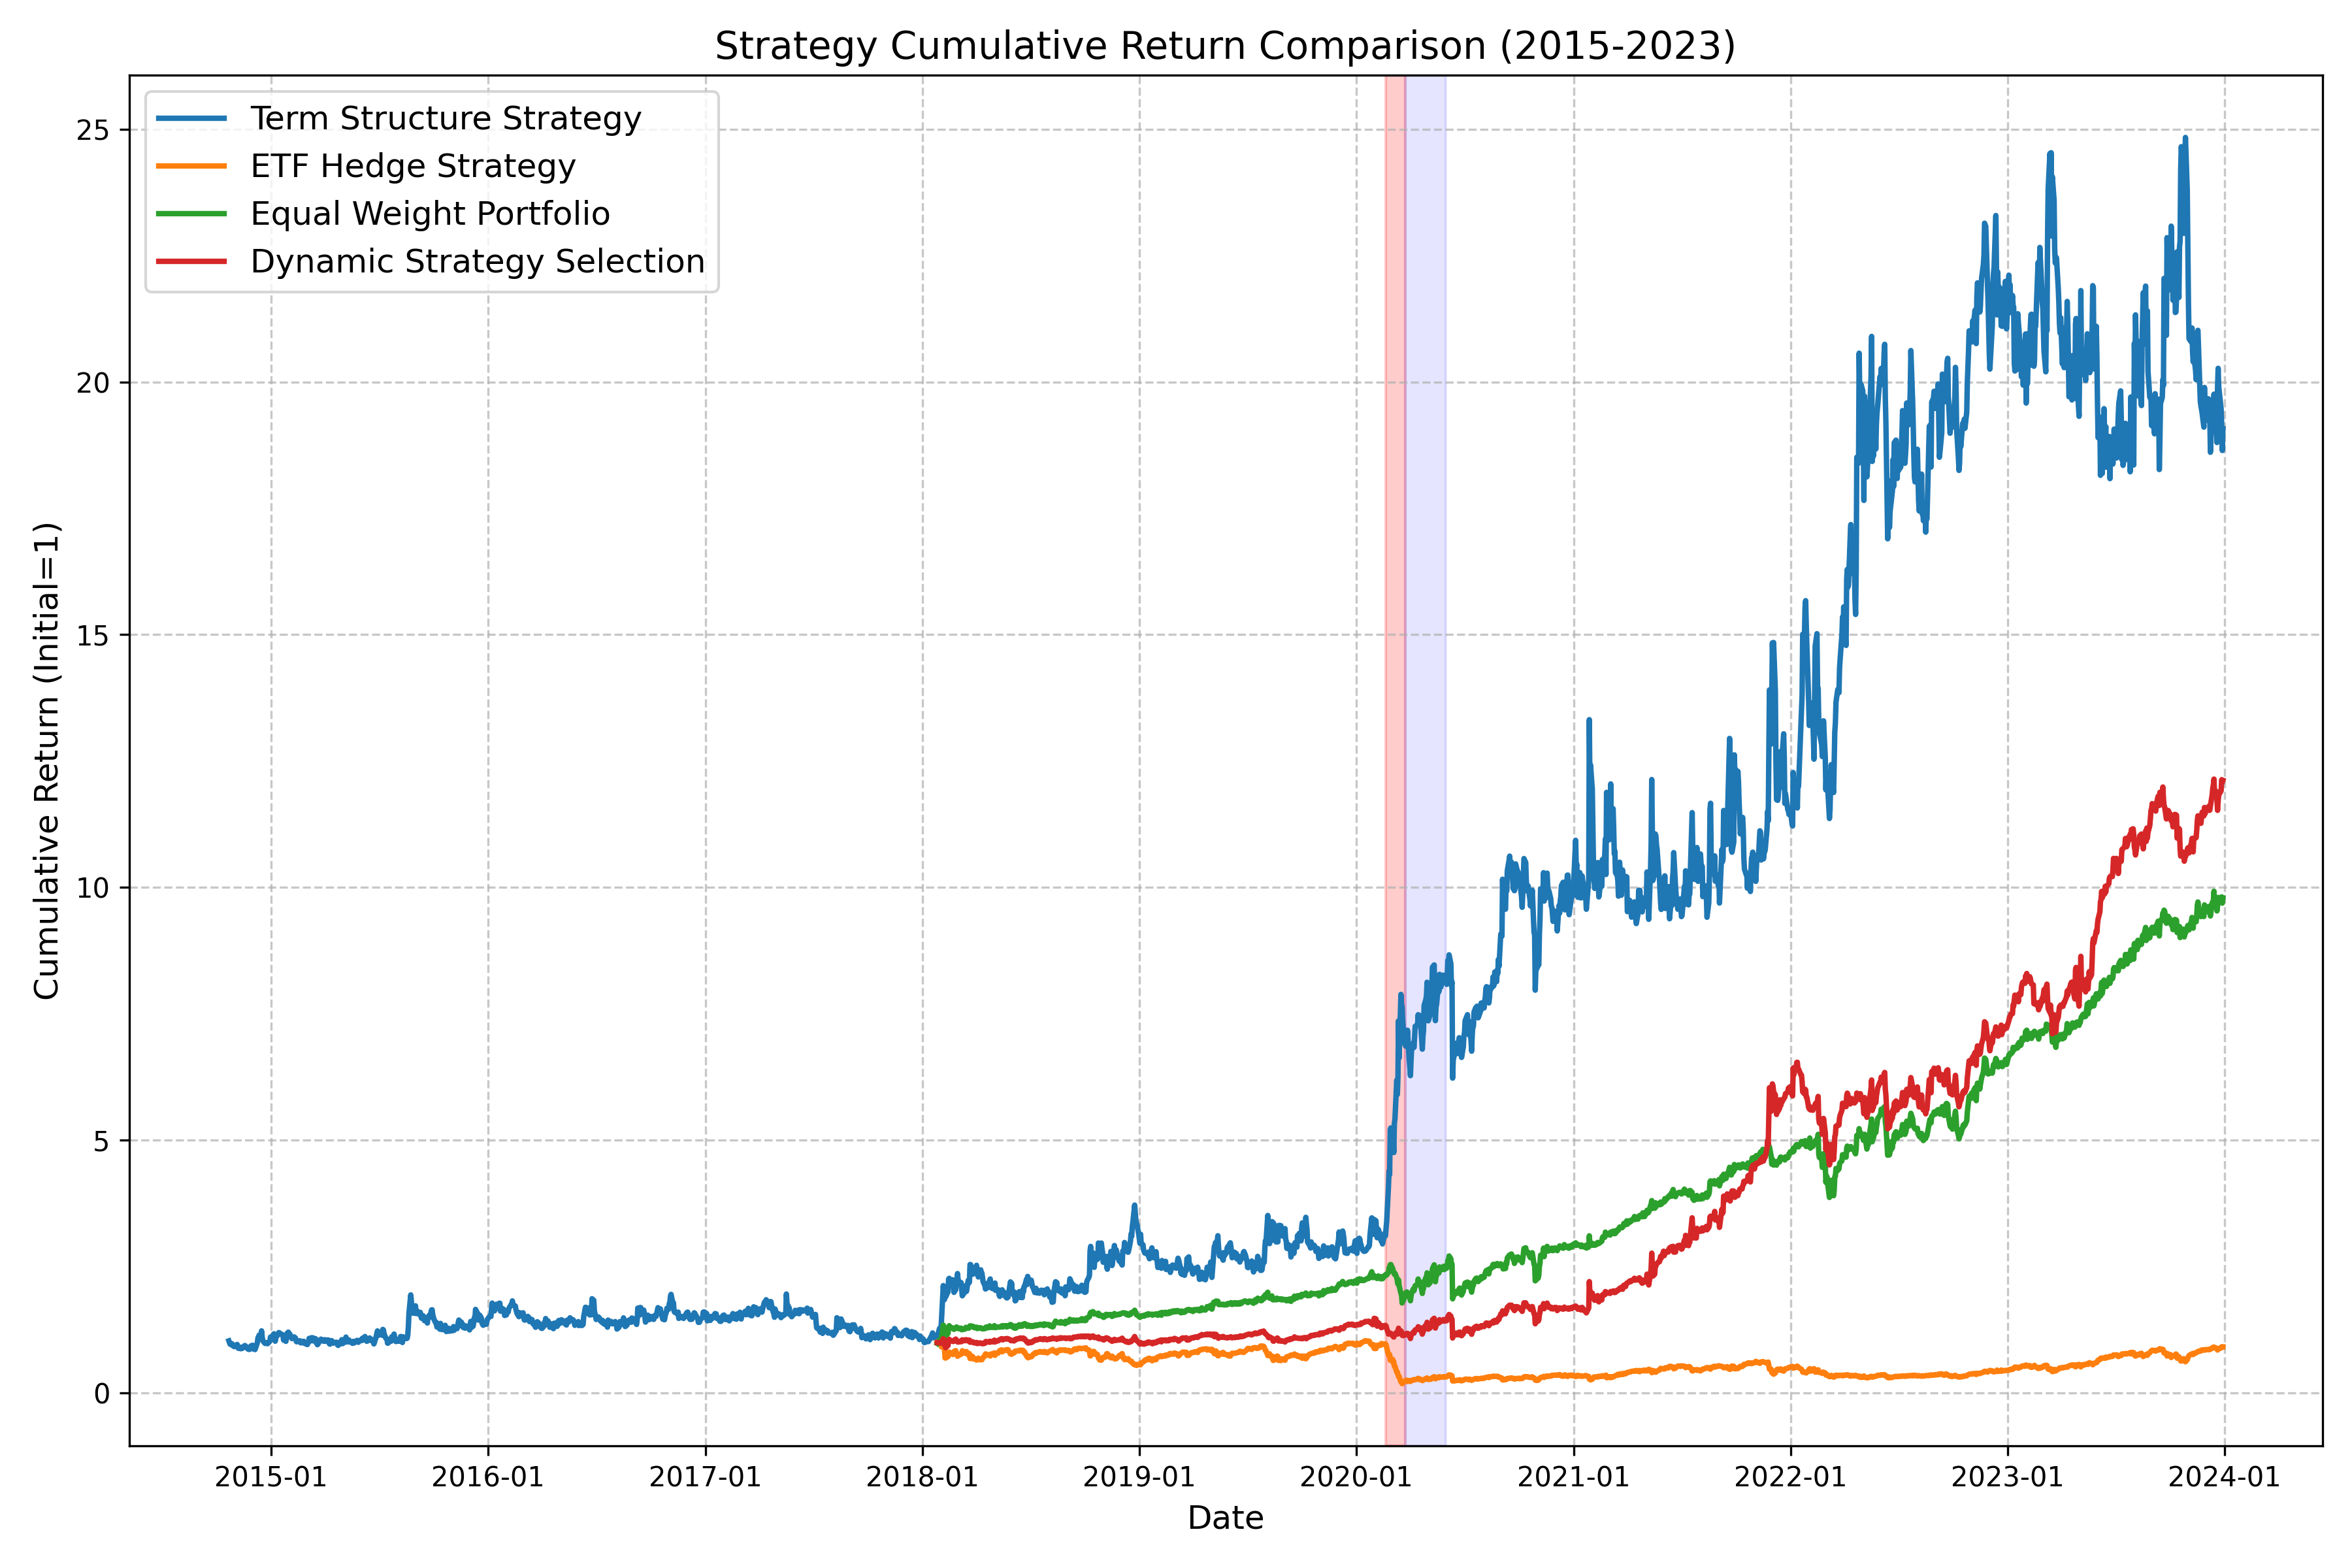 Strategy Cumulative Return Comparison (2015-2023)
Term Structure Strategy
ETF Hedge Strategy
Equal Weight Portfolio
Dynamic Strategy Selection
Cumulative Return (Initial=1)
25
20
15
10
5
0
2015-01
2016-01
2017-01
2018-01
2019-01
2020-01
2021-01
2022-01
2023-01
2024-01
Date